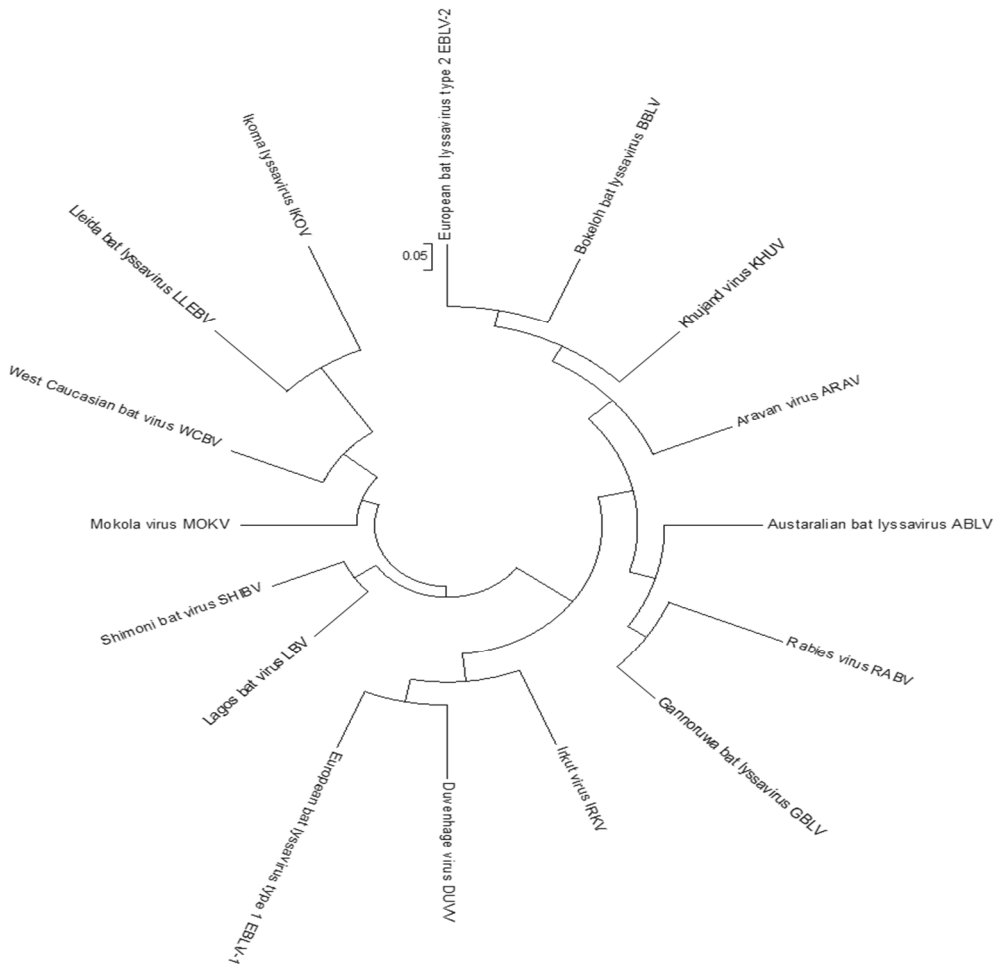 European bat lyssavirus type 2 EBLV-2
Bokeloh bat lyssavirus BBLV
Khujand virus KHUV
Aravan virus ARAV
Austaralian bat lyssavirus ABLV
Rabies virus RABV
Gannoruwa bat lyssavirus GBLV
Irkut virus IRKV
Duvenhage virus DUVV
European bat lyssavirus type 1 EBLV-1
Lagos bat virus LBV
Shimoni bat virus SHIBV
Mokola virus MOKV
West Caucasian bat virus WCBV
Lleida bat lyssavirus LLEBV
Ikoma lyssavirus IKOV
0.05